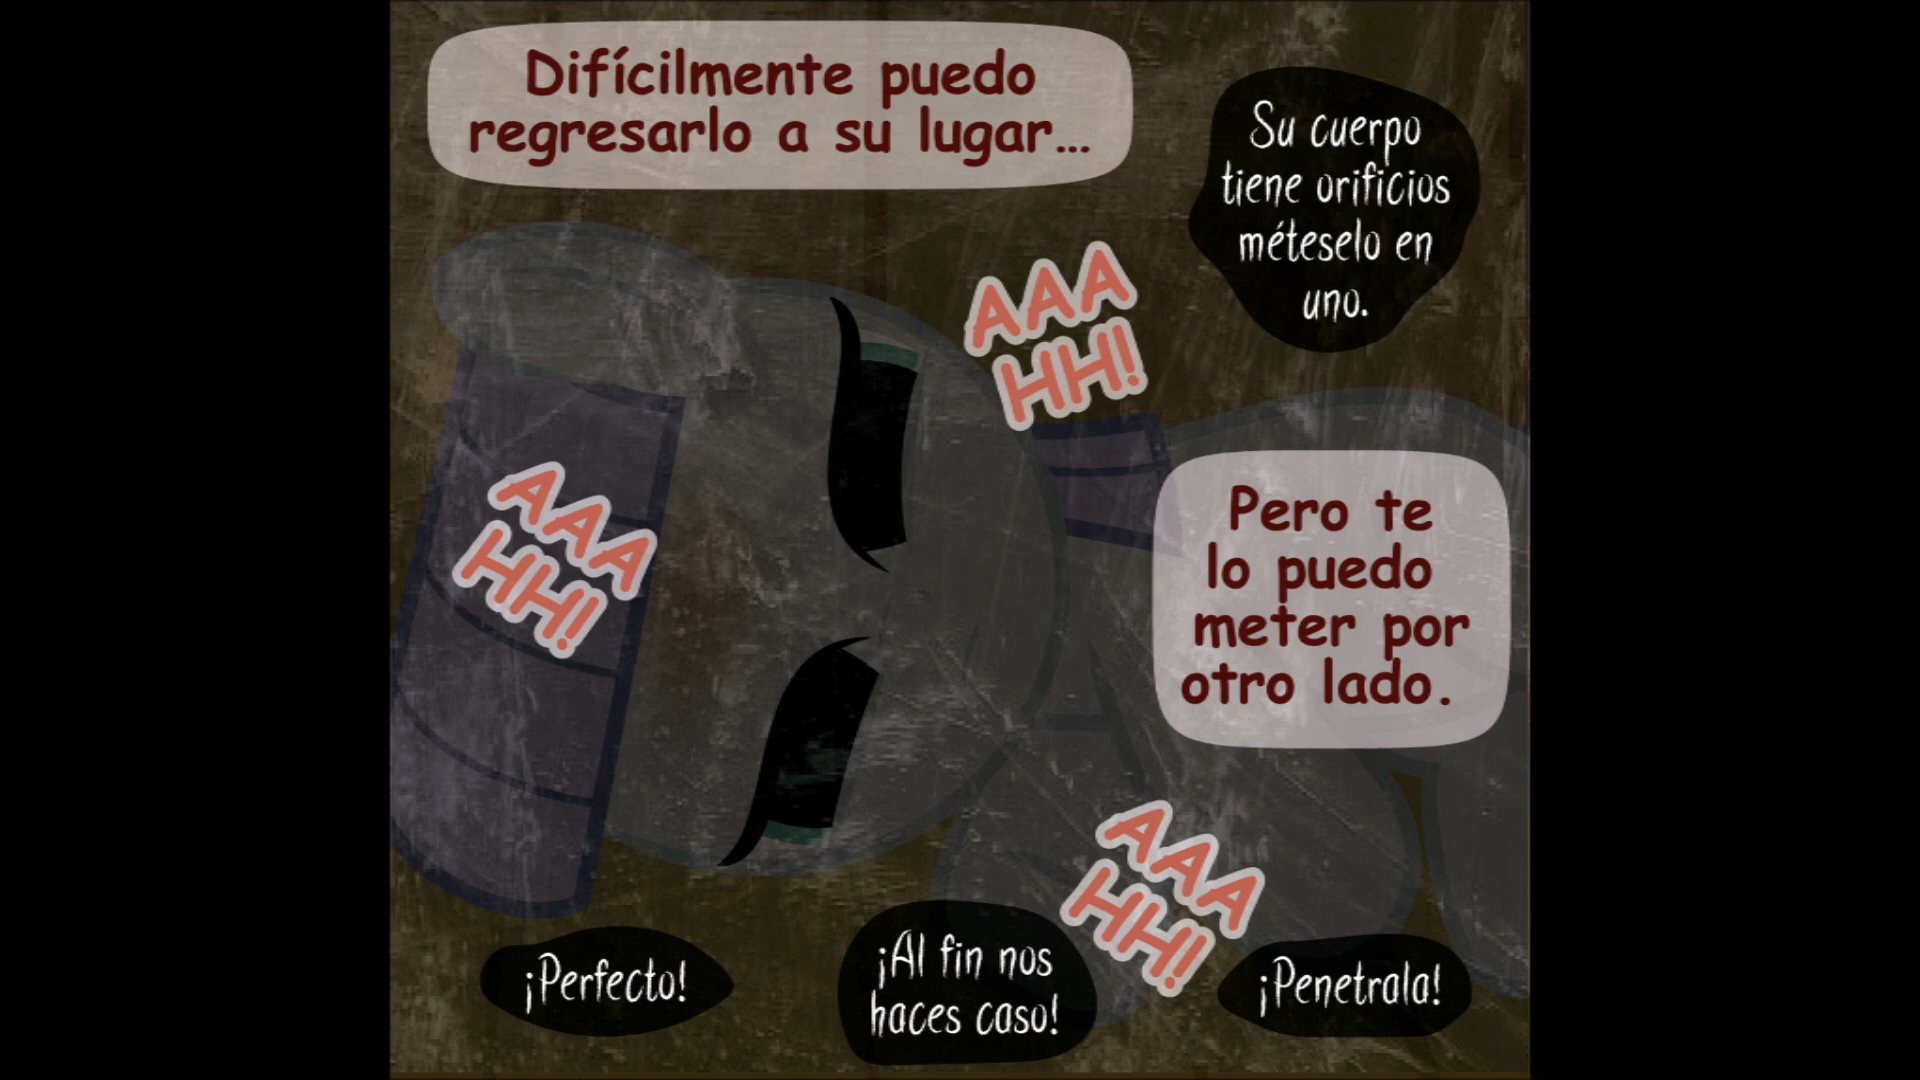 Difícilmente puedo
regresarlo a su lugar...
Su cuerpo
tiene orificios
méteselo en
uno.
AAA
HH!
AAA
HH!
Pero te
lo puedo
meter por
otro lado.
AAA
HH!
¡Perfecto!
¡Al fin nos
haces caso!
¡Penetrala!